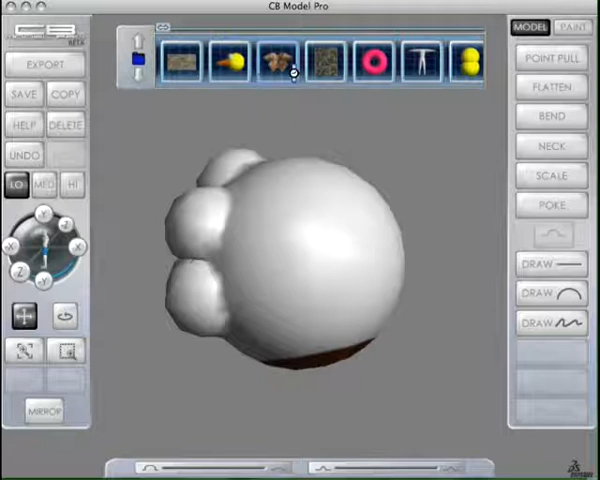 CB Model Pro
CB
BETA
EXPORT
SAVE COPY
HELP DELETE
UNDO
LO MED HI
Y
Z
X X
Z
Y
MIRROR
MODEL PAINT
POINT PULL
FLATTEN
BEND
NECK
SCALE
POKE
DRAW
DRAW
DRAW